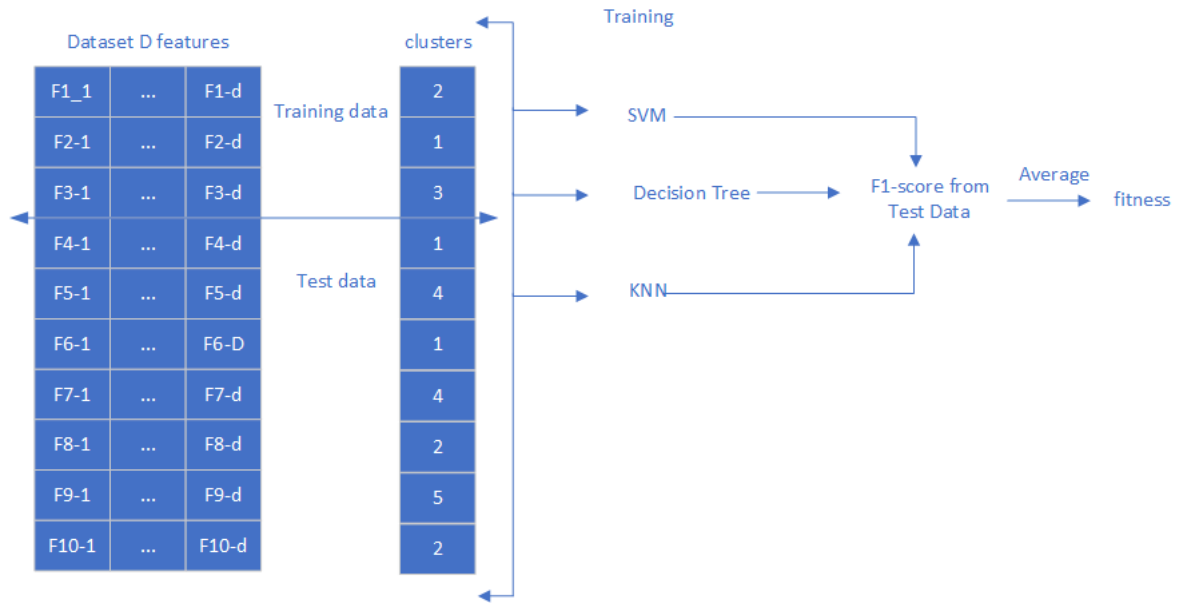 Training
Dataset D features
clusters
F1_1 ... F1-d 2
Training data
SVM
F2-1 ... F2-d 1
F3-1 ... F3-d 3
Decision Tree
F1-score from
Test Data
Average
fitness
F4-1 ... F4-d 1
Test data
F5-1 ... F5-d 4
KNN
F6-1 ... F6-D 1
F7-1 ... F7-d 4
F8-1 ... F8-d 2
F9-1 ... F9-d 5
F10-1 ... F10-d 2